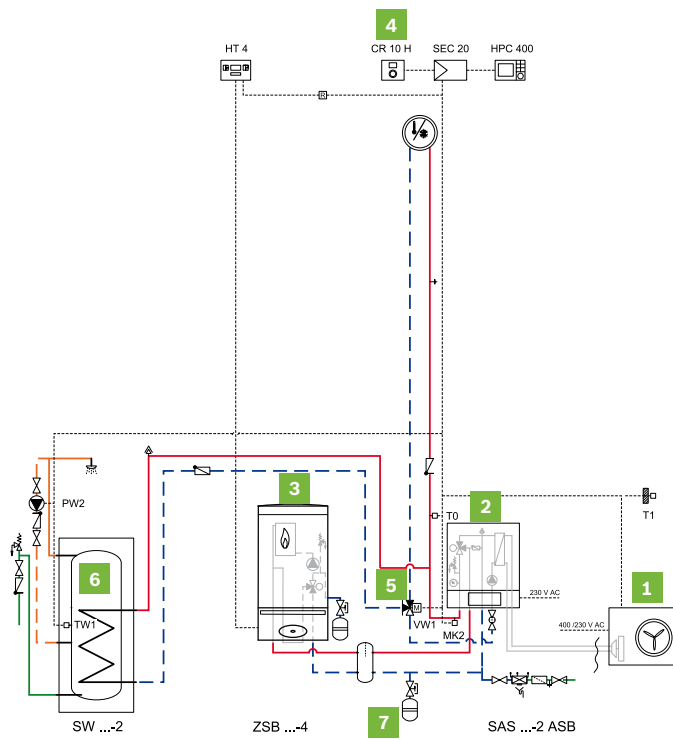 4
HT 4
CR 10 H
SEC 20
HPC 400
R
3
2
PW2
T0
T1
6
5
1
TW1
M
VW1
230 V AC
MK2
400 /230 V AC
7
SW ...-2
ZSB ...-4
SAS ...-2 ASB